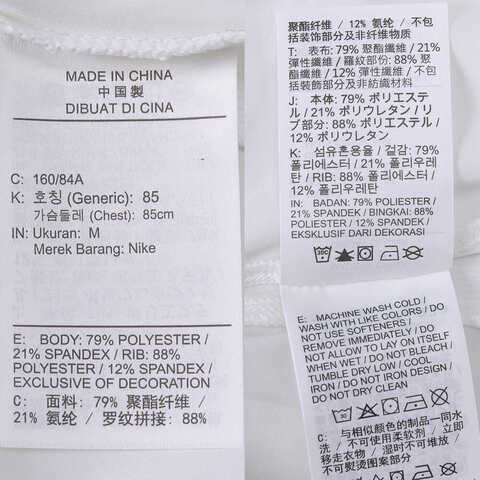 MADE IN CHINA
中国製
DIBUAT DI CINA
C: 160/84A
K: 호칭 (Generic): 85
가슴둘레 (Chest): 85cm
IN: Ukuran: M
Merek Barang: Nike
E: BODY: 79% POLYESTER /
21% SPANDEX / RIB: 88%
POLYESTER / 12% SPANDEX /
EXCLUSIVE OF DECORATION
C: 面料: 79% 聚酯纤维 /
21% 氨纶 / 罗纹拼接: 88%
聚酯纤维 / 12% 氨纶 / 不包
括装饰部分及非纤维物质
T: 表布: 79% 聚酯纖維 / 21%
彈性纖維 / 羅紋部份: 88% 聚酯
纖維 / 12% 彈性纖維 / 不包
括裝飾部分及非紡織材料
J: 本体: 79% ポリエステ
ル / 21% ポリウレタン / リ
ブ部分: 88% ポリエステル /
12% ポリウレタン
K: 섬유혼용율 / 겉감: 79%
폴리에스터 / 21% 폴리우레
탄 / RIB: 88% 폴리에스터 /
12% 폴리우레탄
IN: BADAN: 79% POLYESTER /
21% SPANDEX / BINGKAI: 88%
POLYESTER / 12% SPANDEX /
EKSKLUSIF DARI DEKORASI
E: MACHINE WASH COLD /
WASH WITH LIKE COLORS / DO
NOT USE SOFTENERS /
REMOVE IMMEDIATELY / DO
NOT ALLOW TO LAY ON ITSELF
WHEN WET / DO NOT BLEACH /
TUMBLE DRY LOW / COOL
IRON / DO NOT IRON DESIGN /
C: 与相似颜色的制品一同水
洗 / 不可使用柔软剂 / 立即
移走衣物 / 湿时不可堆放 /
不可熨烫图案部分